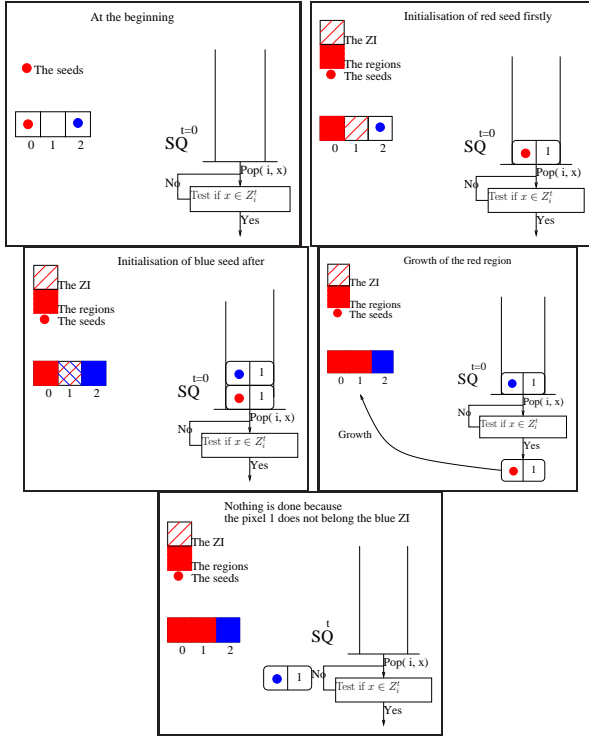 At the beginning
The seeds
0 1 2
t=0
SQ
Pop( i, x)
No
Test if x ∈ Z_i^t
Yes
Initialisation of red seed firstly
The ZI
The regions
The seeds
0 1 2
t=0
SQ
1
Pop( i, x)
No
Test if x ∈ Z_i^t
Yes
Initialisation of blue seed after
The ZI
The regions
The seeds
0 1 2
t=0
SQ
1
1
Pop( i, x)
No
Test if x ∈ Z_i^t
Yes
Growth of the red region
The ZI
The regions
The seeds
0 1 2
t=0
SQ
1
Pop( i, x)
No
Test if x ∈ Z_i^t
Yes
Growth
1
Nothing is done because
the pixel 1 does not belong the blue ZI
The ZI
The regions
The seeds
0 1 2
t
SQ
Pop( i, x)
1
No
Test if x ∈ Z_i^t
Yes